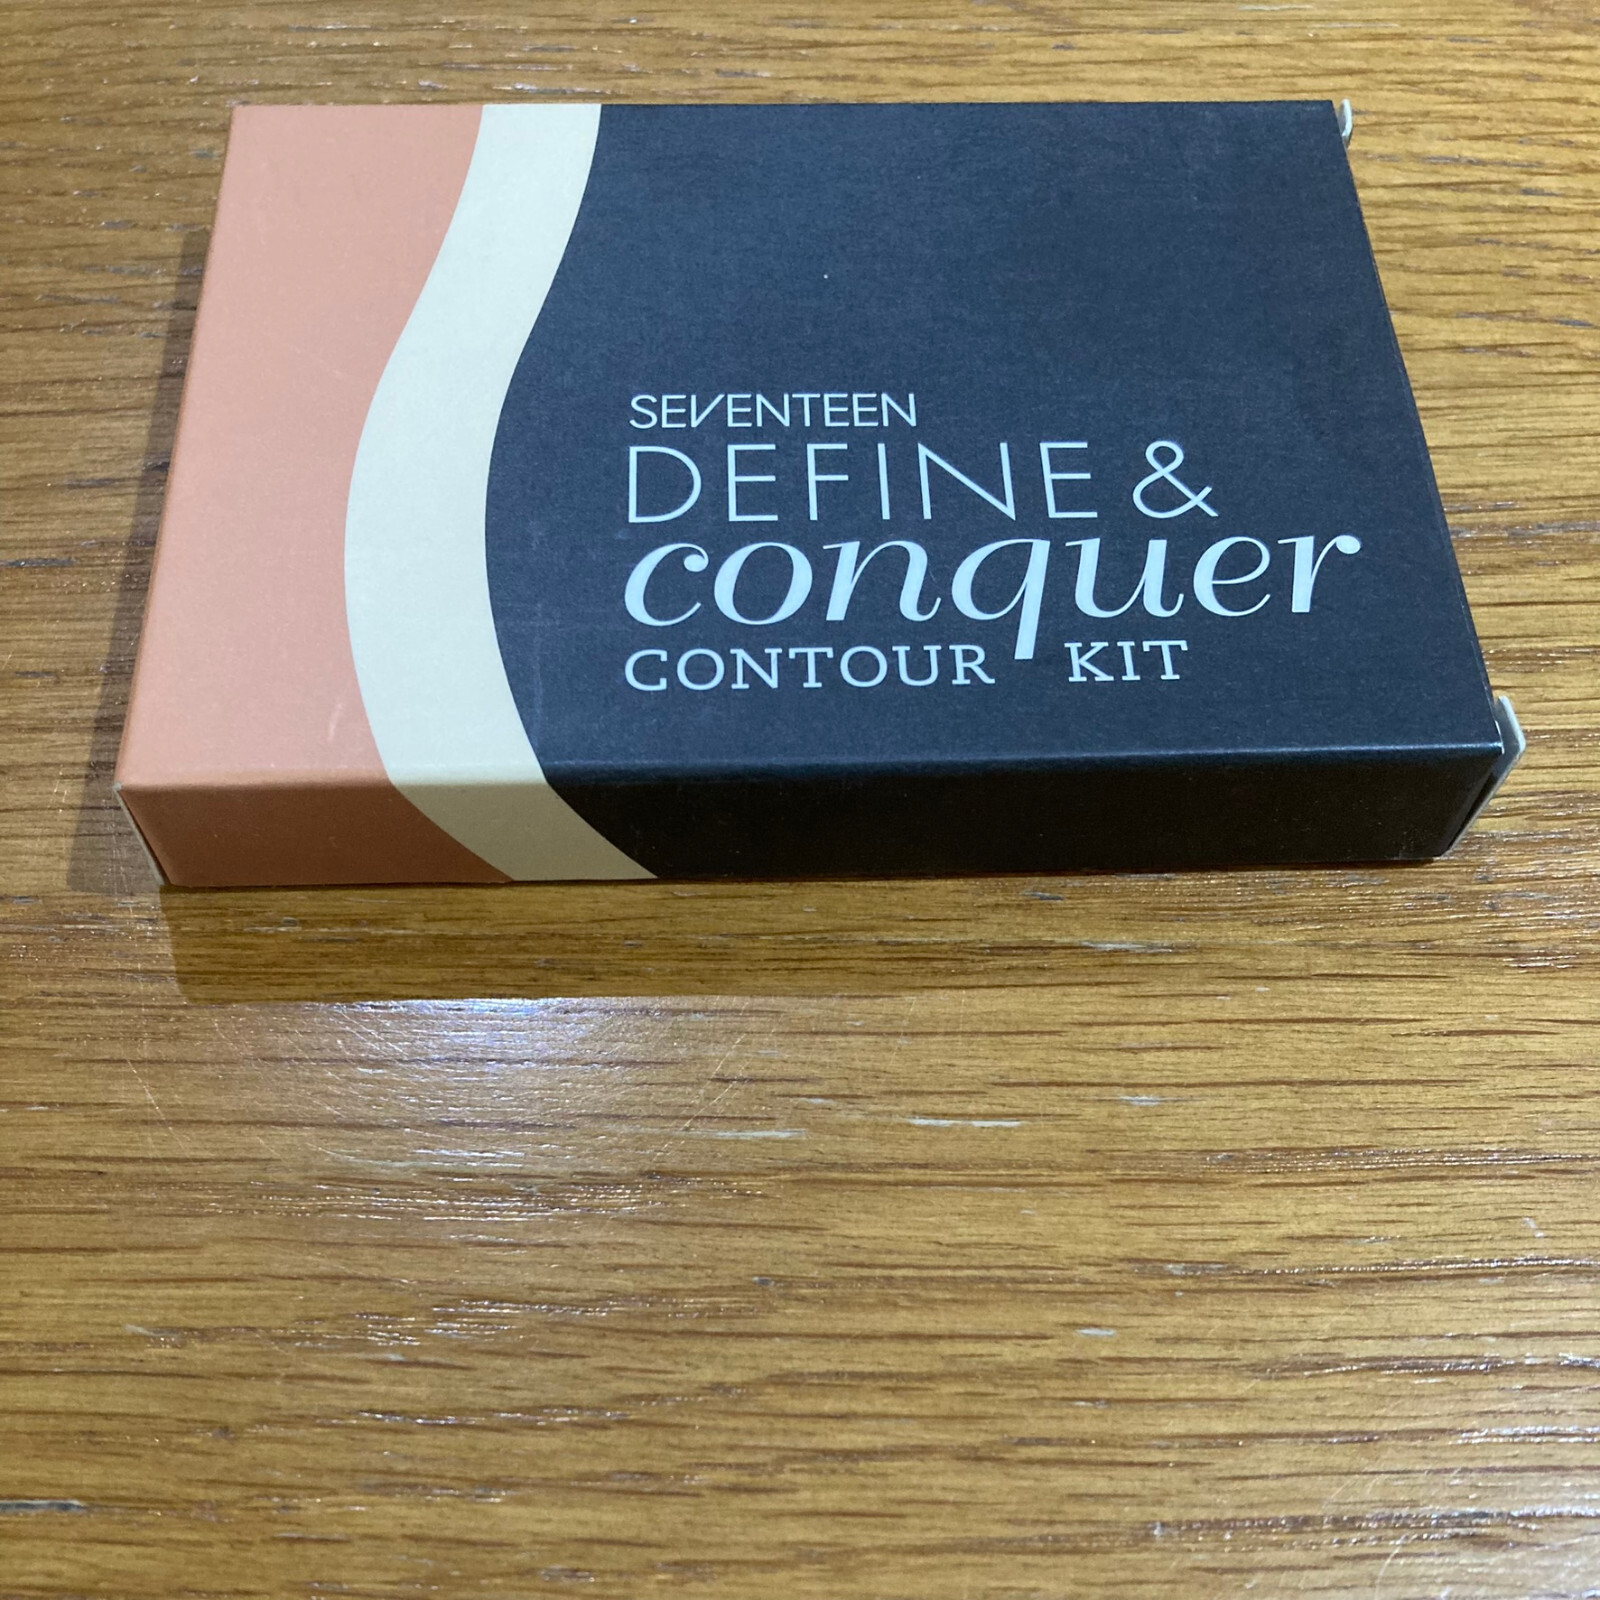 SEVENTEEN
DEFINE &
conquer
CONTOUR KIT